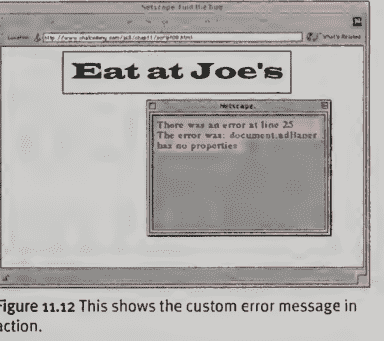 Netscape: Find the bug
Location: http://www.chalcedony.com/js3/chap11/script09.html
What's Related
Eat at Joe's
Netscape:
There was an error at line 25
The error was: document.adBaner
has no properties
Figure 11.12 This shows the custom error message in
action.